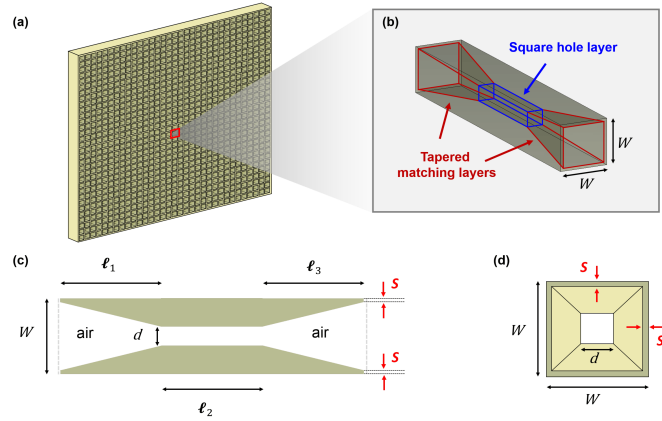 (a)
(b)
Square hole layer
Tapered
matching layers
W
W
(c)
ℓ₁
ℓ₃
S
W
air
d
air
S
ℓ₂
(d)
S
W
S
d
W